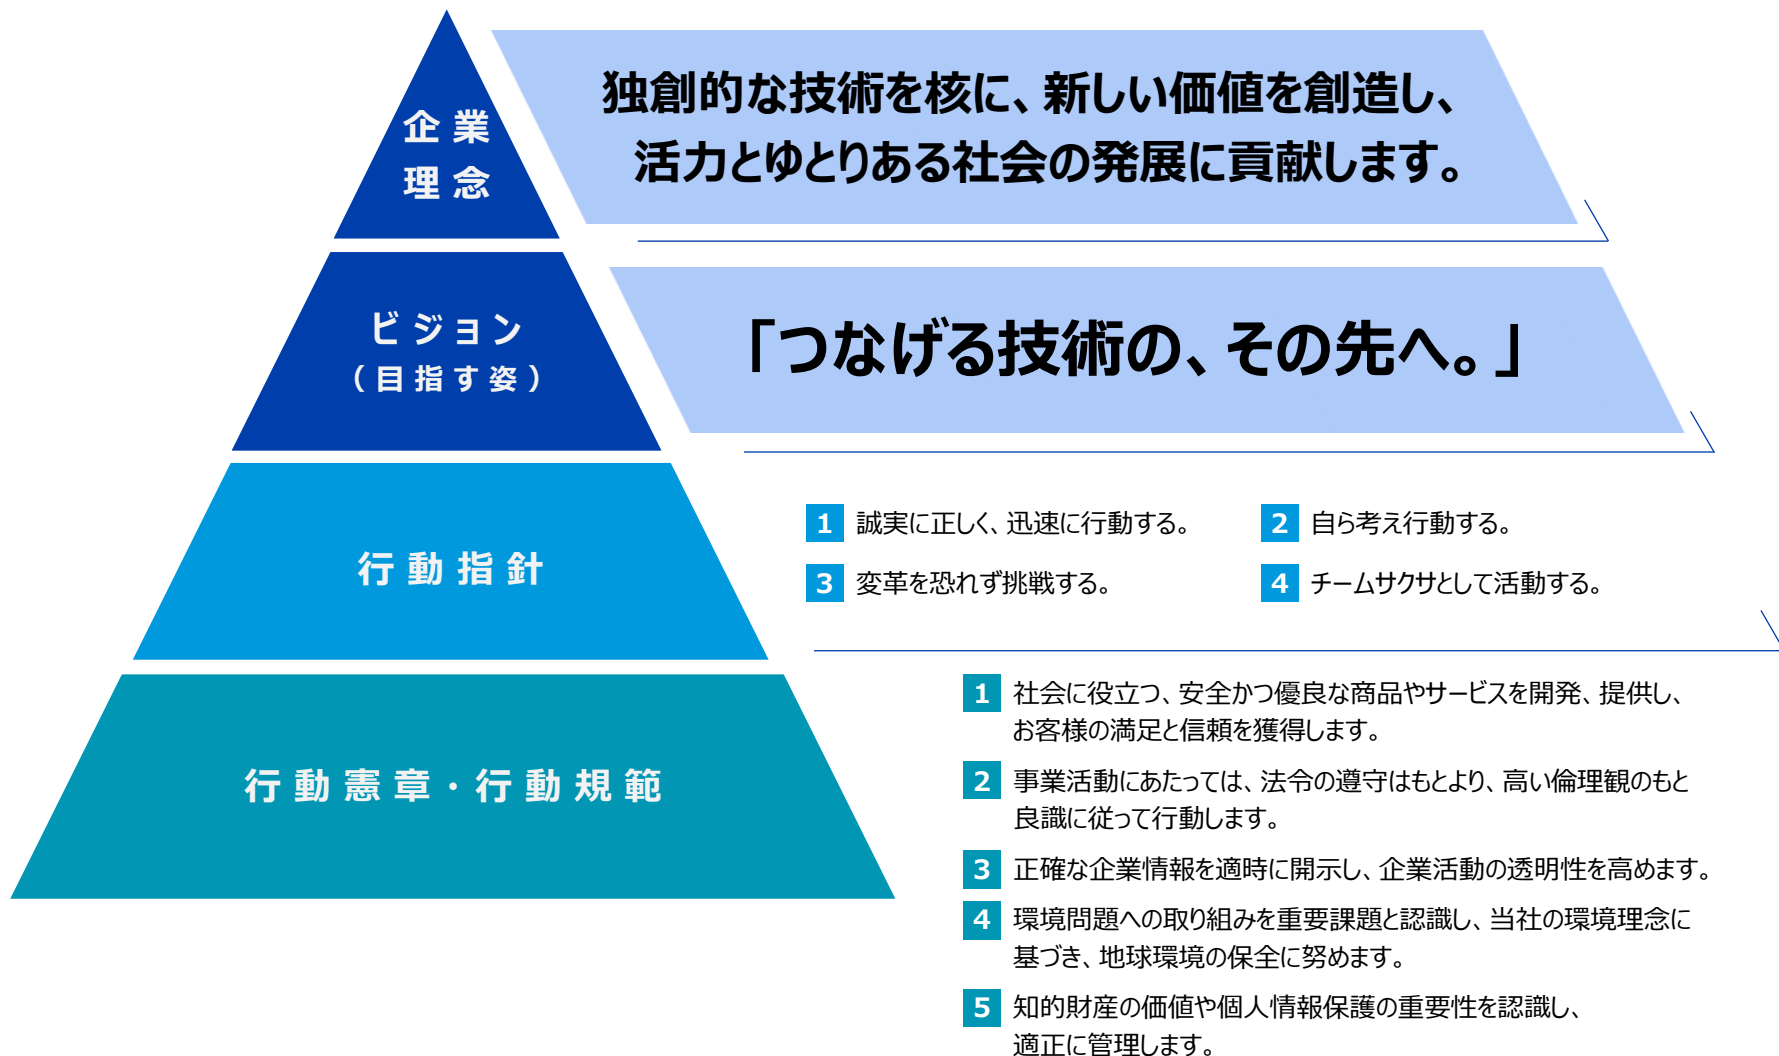 企業
理念
独創的な技術を核に、新しい価値を創造し、
活力とゆとりある社会の発展に貢献します。
ビジョン
（目指す姿）
「つなげる技術の、その先へ。」
行動指針
1 誠実に正しく、迅速に行動する。
2 自ら考え行動する。
3 変革を恐れず挑戦する。
4 チームサクサとして活動する。
行動憲章・行動規範
1 社会に役立つ、安全かつ優良な商品やサービスを開発、提供し、
お客様の満足と信頼を獲得します。
2 事業活動にあたっては、法令の遵守はもとより、高い倫理観のもと
良識に従って行動します。
3 正確な企業情報を適時に開示し、企業活動の透明性を高めます。
4 環境問題への取り組みを重要課題と認識し、当社の環境理念に
基づき、地球環境の保全に努めます。
5 知的財産の価値や個人情報保護の重要性を認識し、
適正に管理します。